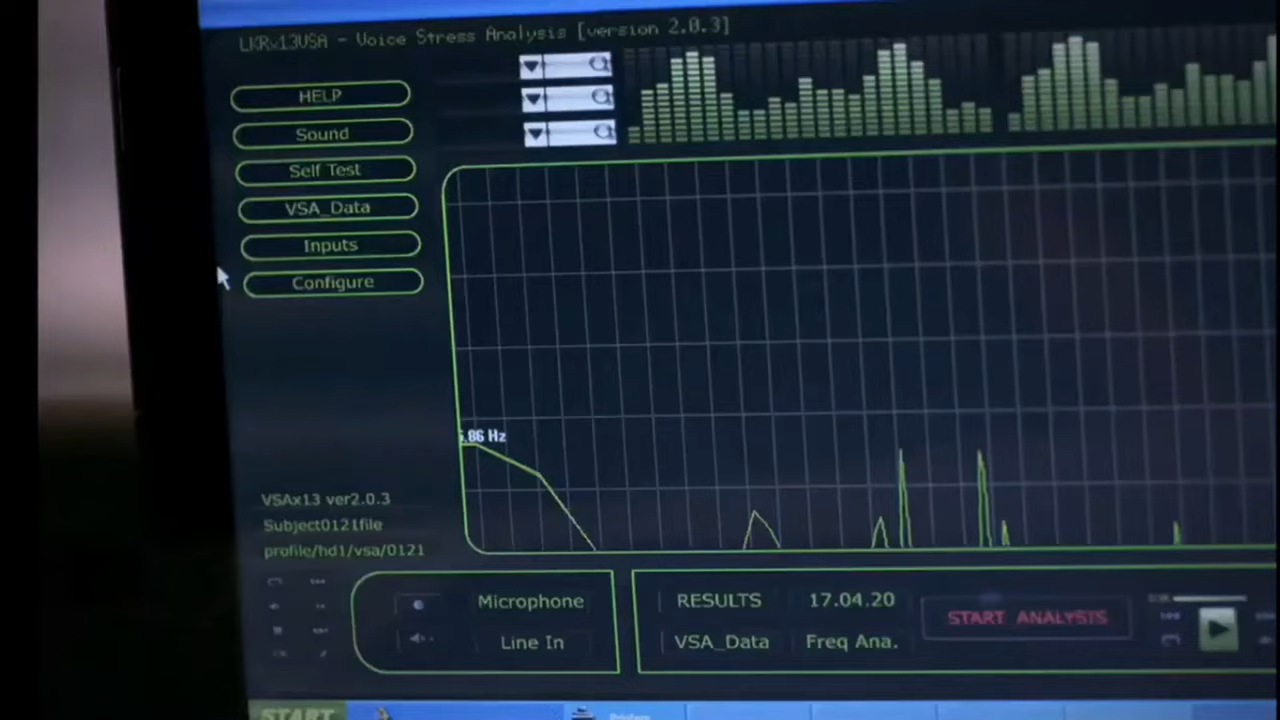 LKRx13VSA - Voice Stress Analysis [version 2.0.3]
HELP
Sound
Self Test
VSA_Data
Inputs
Configure
.86 Hz
VSAx13 ver2.0.3
Subject0121file
profile/hd1/vsa/0121
Microphone
Line In
RESULTS 17.04.20
VSA_Data Freq Ana.
START ANALYSIS
START